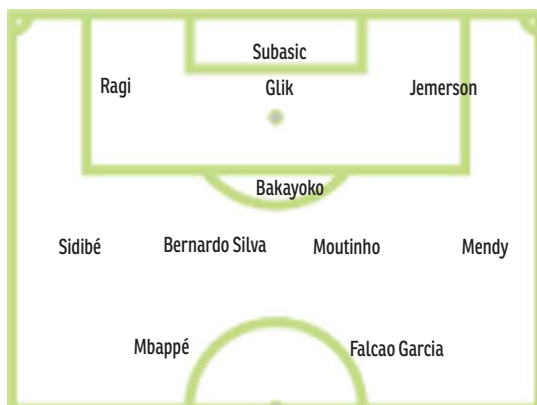 Subasic
Ragi Glik Jemerson
Bakayoko
Sidibé Bernardo Silva Moutinho Mendy
Mbappé Falcao Garcia